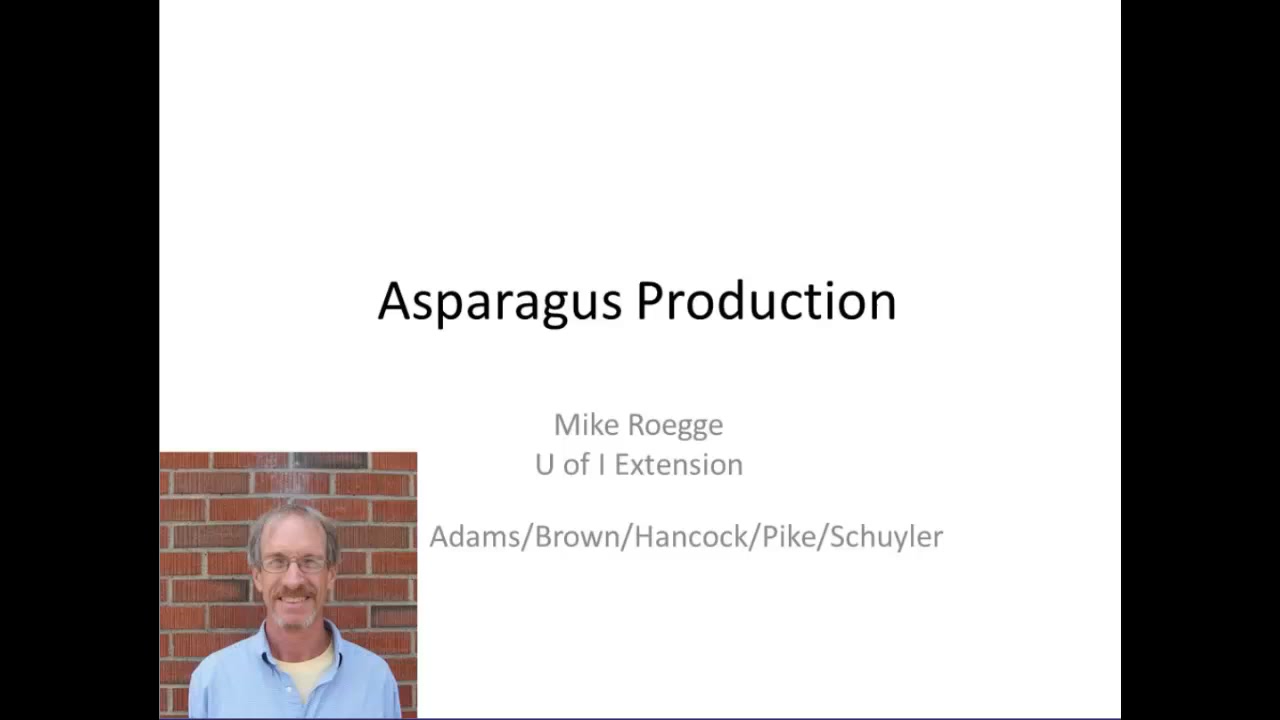 Asparagus Production
Mike Roegge
U of I Extension
Adams/Brown/Hancock/Pike/Schuyler